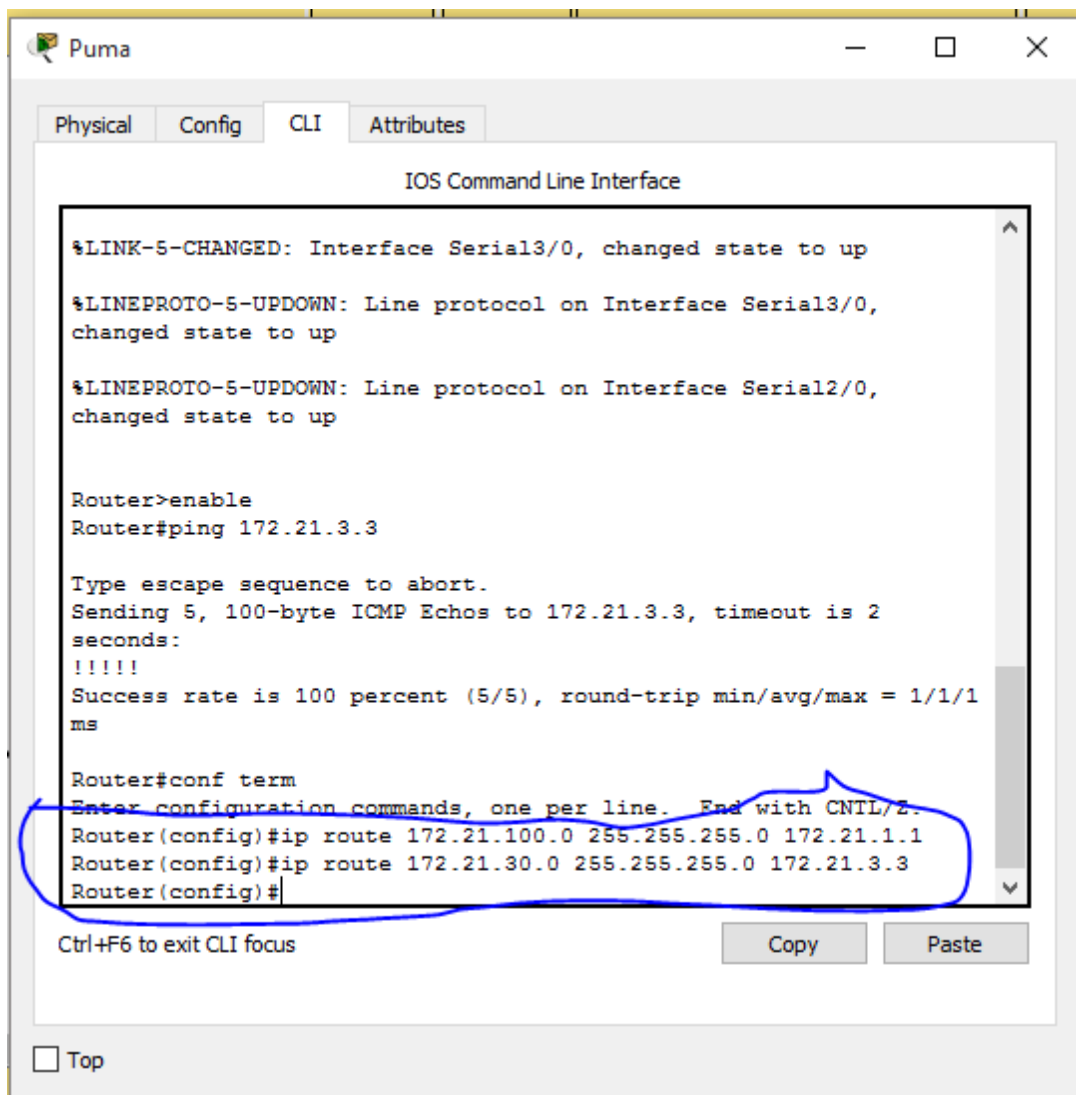 Puma
Physical
Config
CLI
Attributes
IOS Command Line Interface
%LINK-5-CHANGED: Interface Serial3/0, changed state to up
%LINEPROTO-5-UPDOWN: Line protocol on Interface Serial3/0,
changed state to up
%LINEPROTO-5-UPDOWN: Line protocol on Interface Serial2/0,
changed state to up
Router>enable
Router#ping 172.21.3.3
Type escape sequence to abort.
Sending 5, 100-byte ICMP Echos to 172.21.3.3, timeout is 2
seconds:
!!!!!
Success rate is 100 percent (5/5), round-trip min/avg/max = 1/1/1
ms
Router#conf term
Enter configuration commands, one per line.  End with CNTL/Z.
Router(config)#ip route 172.21.100.0 255.255.255.0 172.21.1.1
Router(config)#ip route 172.21.30.0 255.255.255.0 172.21.3.3
Router(config)#
Ctrl+F6 to exit CLI focus
Copy
Paste
Top